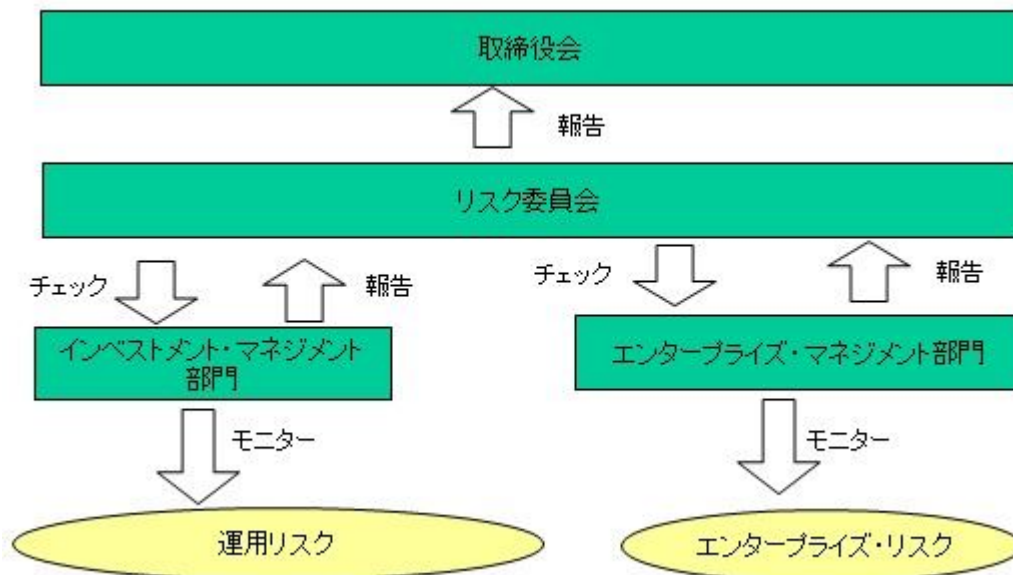 取締役会
報告
リスク委員会
チェック
報告
チェック
報告
インベストメント・マネジメント
部門
エンタープライズ・マネジメント部門
モニター
モニター
運用リスク
エンタープライズ・リスク